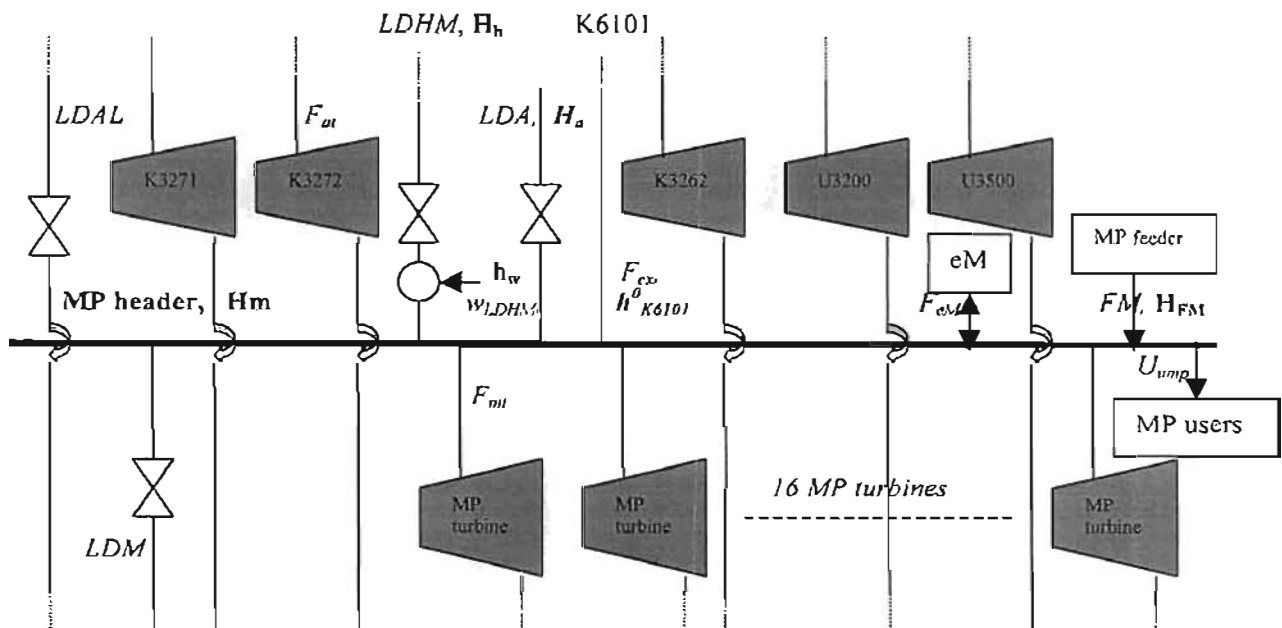 LDHM, Hh K6101
LDAL
Fat
LDA, Ha
K3271
K3272
K3262
U3200
U3500
MP feeder
eM
hw
wLDHM
MP header, Hm
Fex,
h0K6101
FeM
FM, HFM
Uump
Fmt
MP users
16 MP turbines
MP
turbine
MP
turbine
MP
turbine
LDM